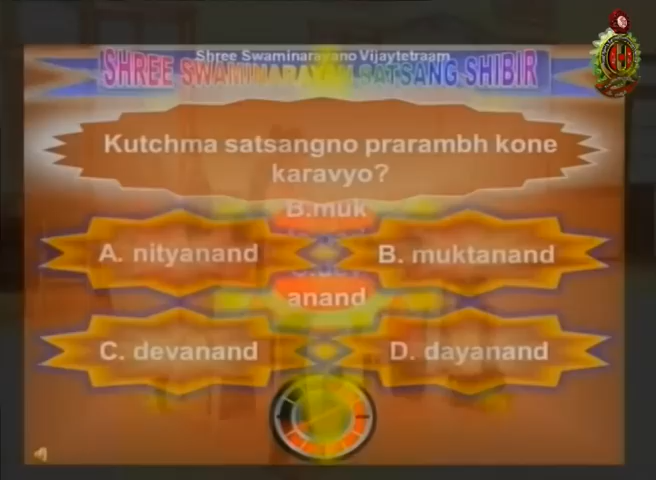 Shree Swaminarayano Vijaytetraam
SHREE SWAMINARAYAN SATSANG SHIBIR
Kutchma satsangno prarambh kone
karavyo?
B.muk
A. nityanand
B. muktanand
anand
C. devanand
D. dayanand